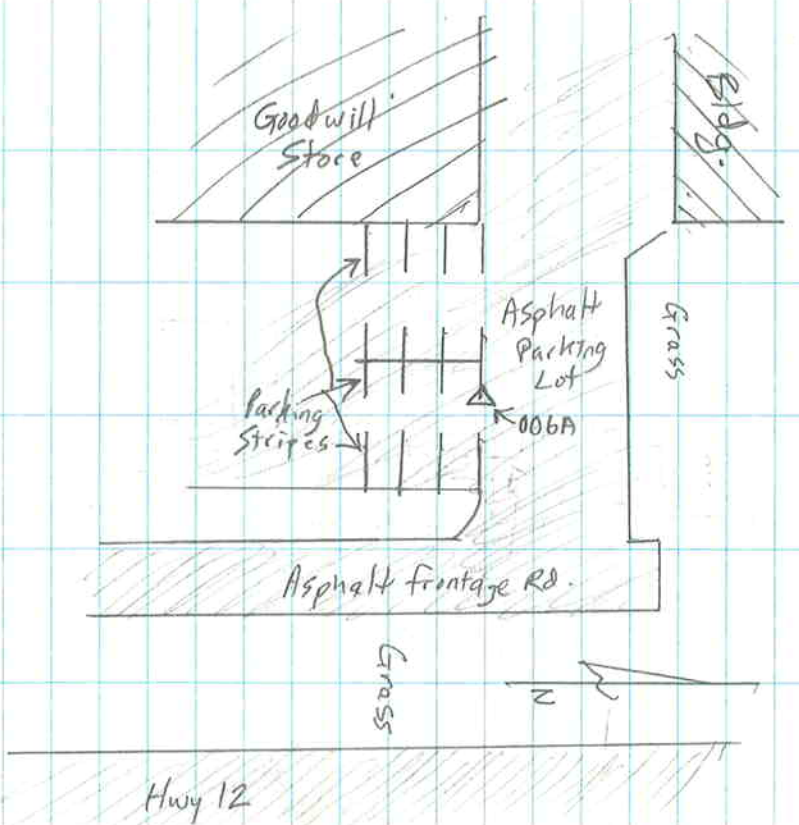 Goodwill
Store
Bldg.
Asphalt
Parking
Lot
Grass
Parking
Stripes
006A
Asphalt frontage Rd.
Grass
N
Hwy 12